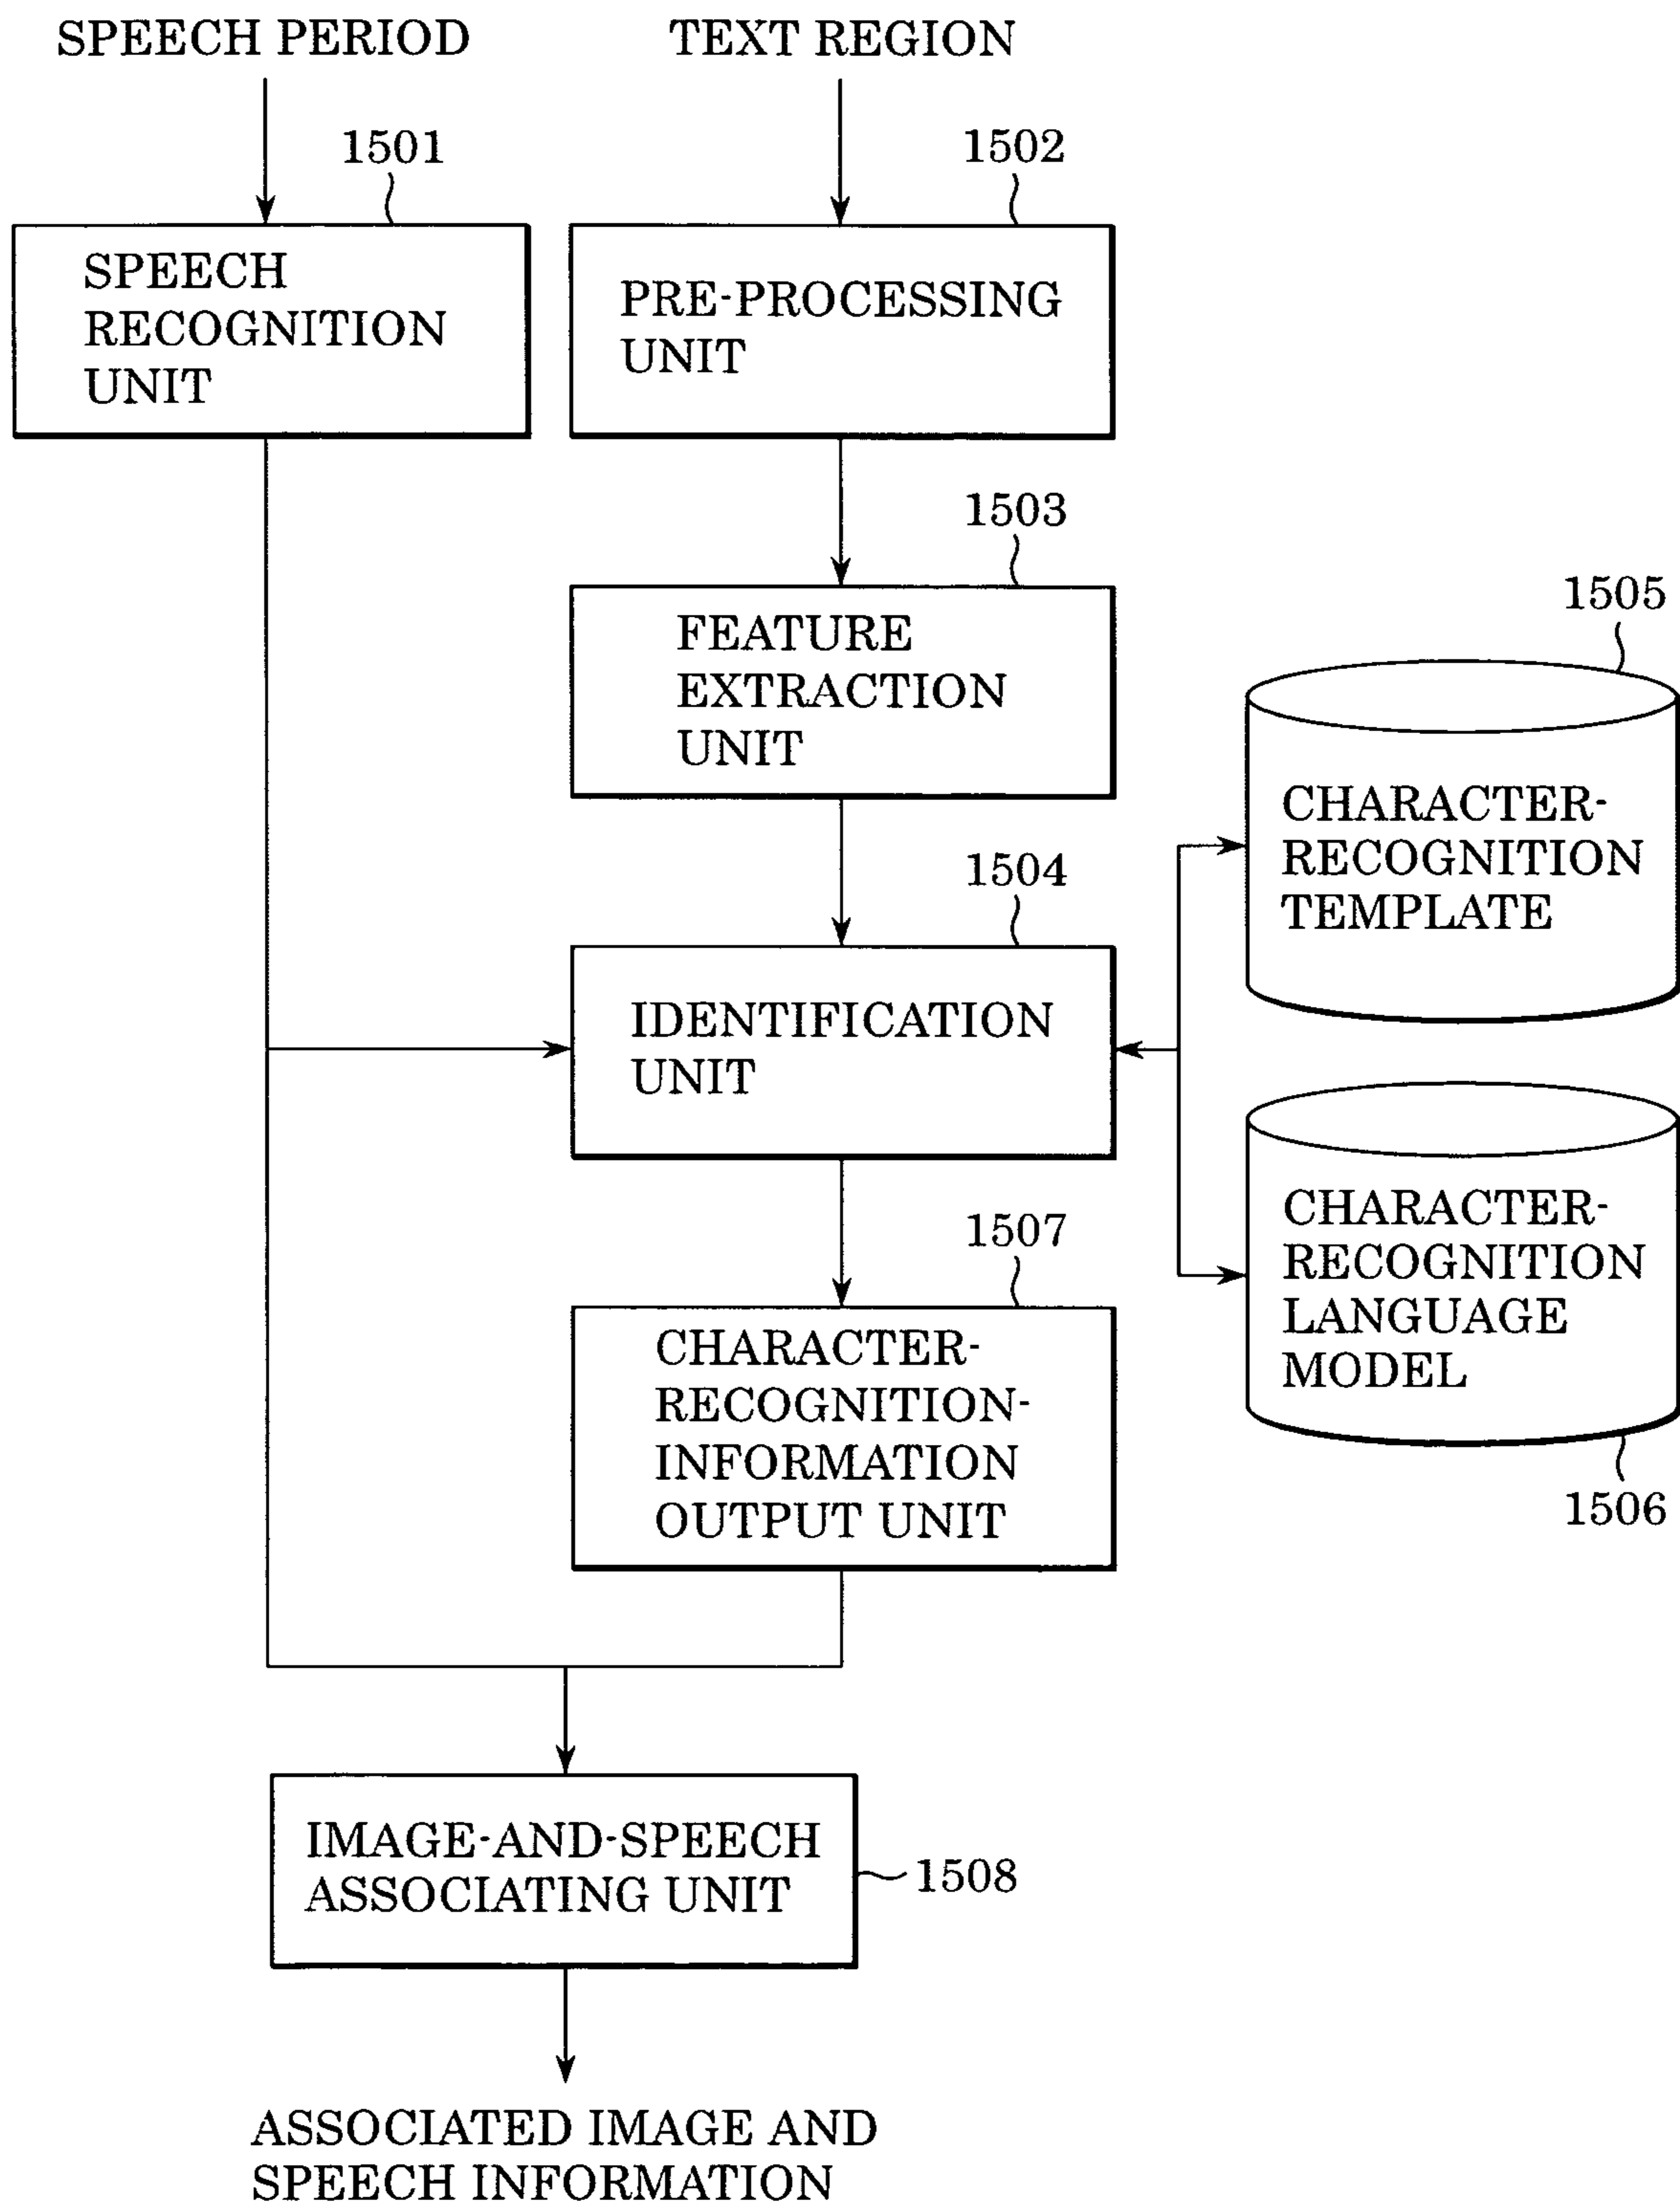 SPEECH PERIOD
TEXT REGION
1501
1502
SPEECH
RECOGNITION
UNIT
PRE-PROCESSING
UNIT
1503
FEATURE
EXTRACTION
UNIT
1505
CHARACTER-
RECOGNITION
TEMPLATE
1504
IDENTIFICATION
UNIT
CHARACTER-
RECOGNITION
LANGUAGE
MODEL
1506
1507
CHARACTER-
RECOGNITION-
INFORMATION
OUTPUT UNIT
IMAGE-AND-SPEECH
ASSOCIATING UNIT
1508
ASSOCIATED IMAGE AND
SPEECH INFORMATION